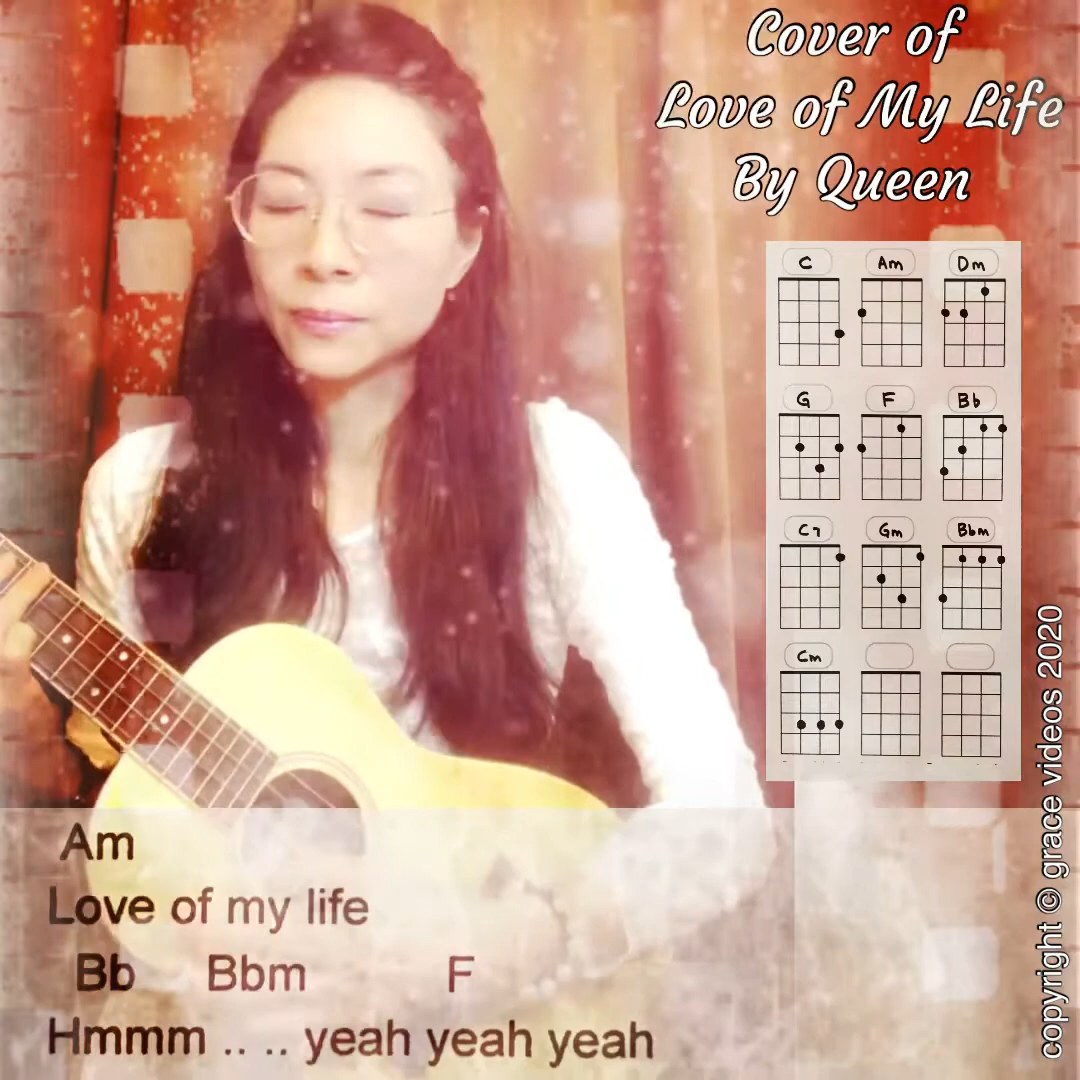 Cover of
Love of My Life
By Queen
C Am Dm
G F Bb
C7 Gm Bbm
Cm
Am
Love of my life
Bb Bbm F
Hmmm .. .. yeah yeah yeah
copyright © grace videos 2020